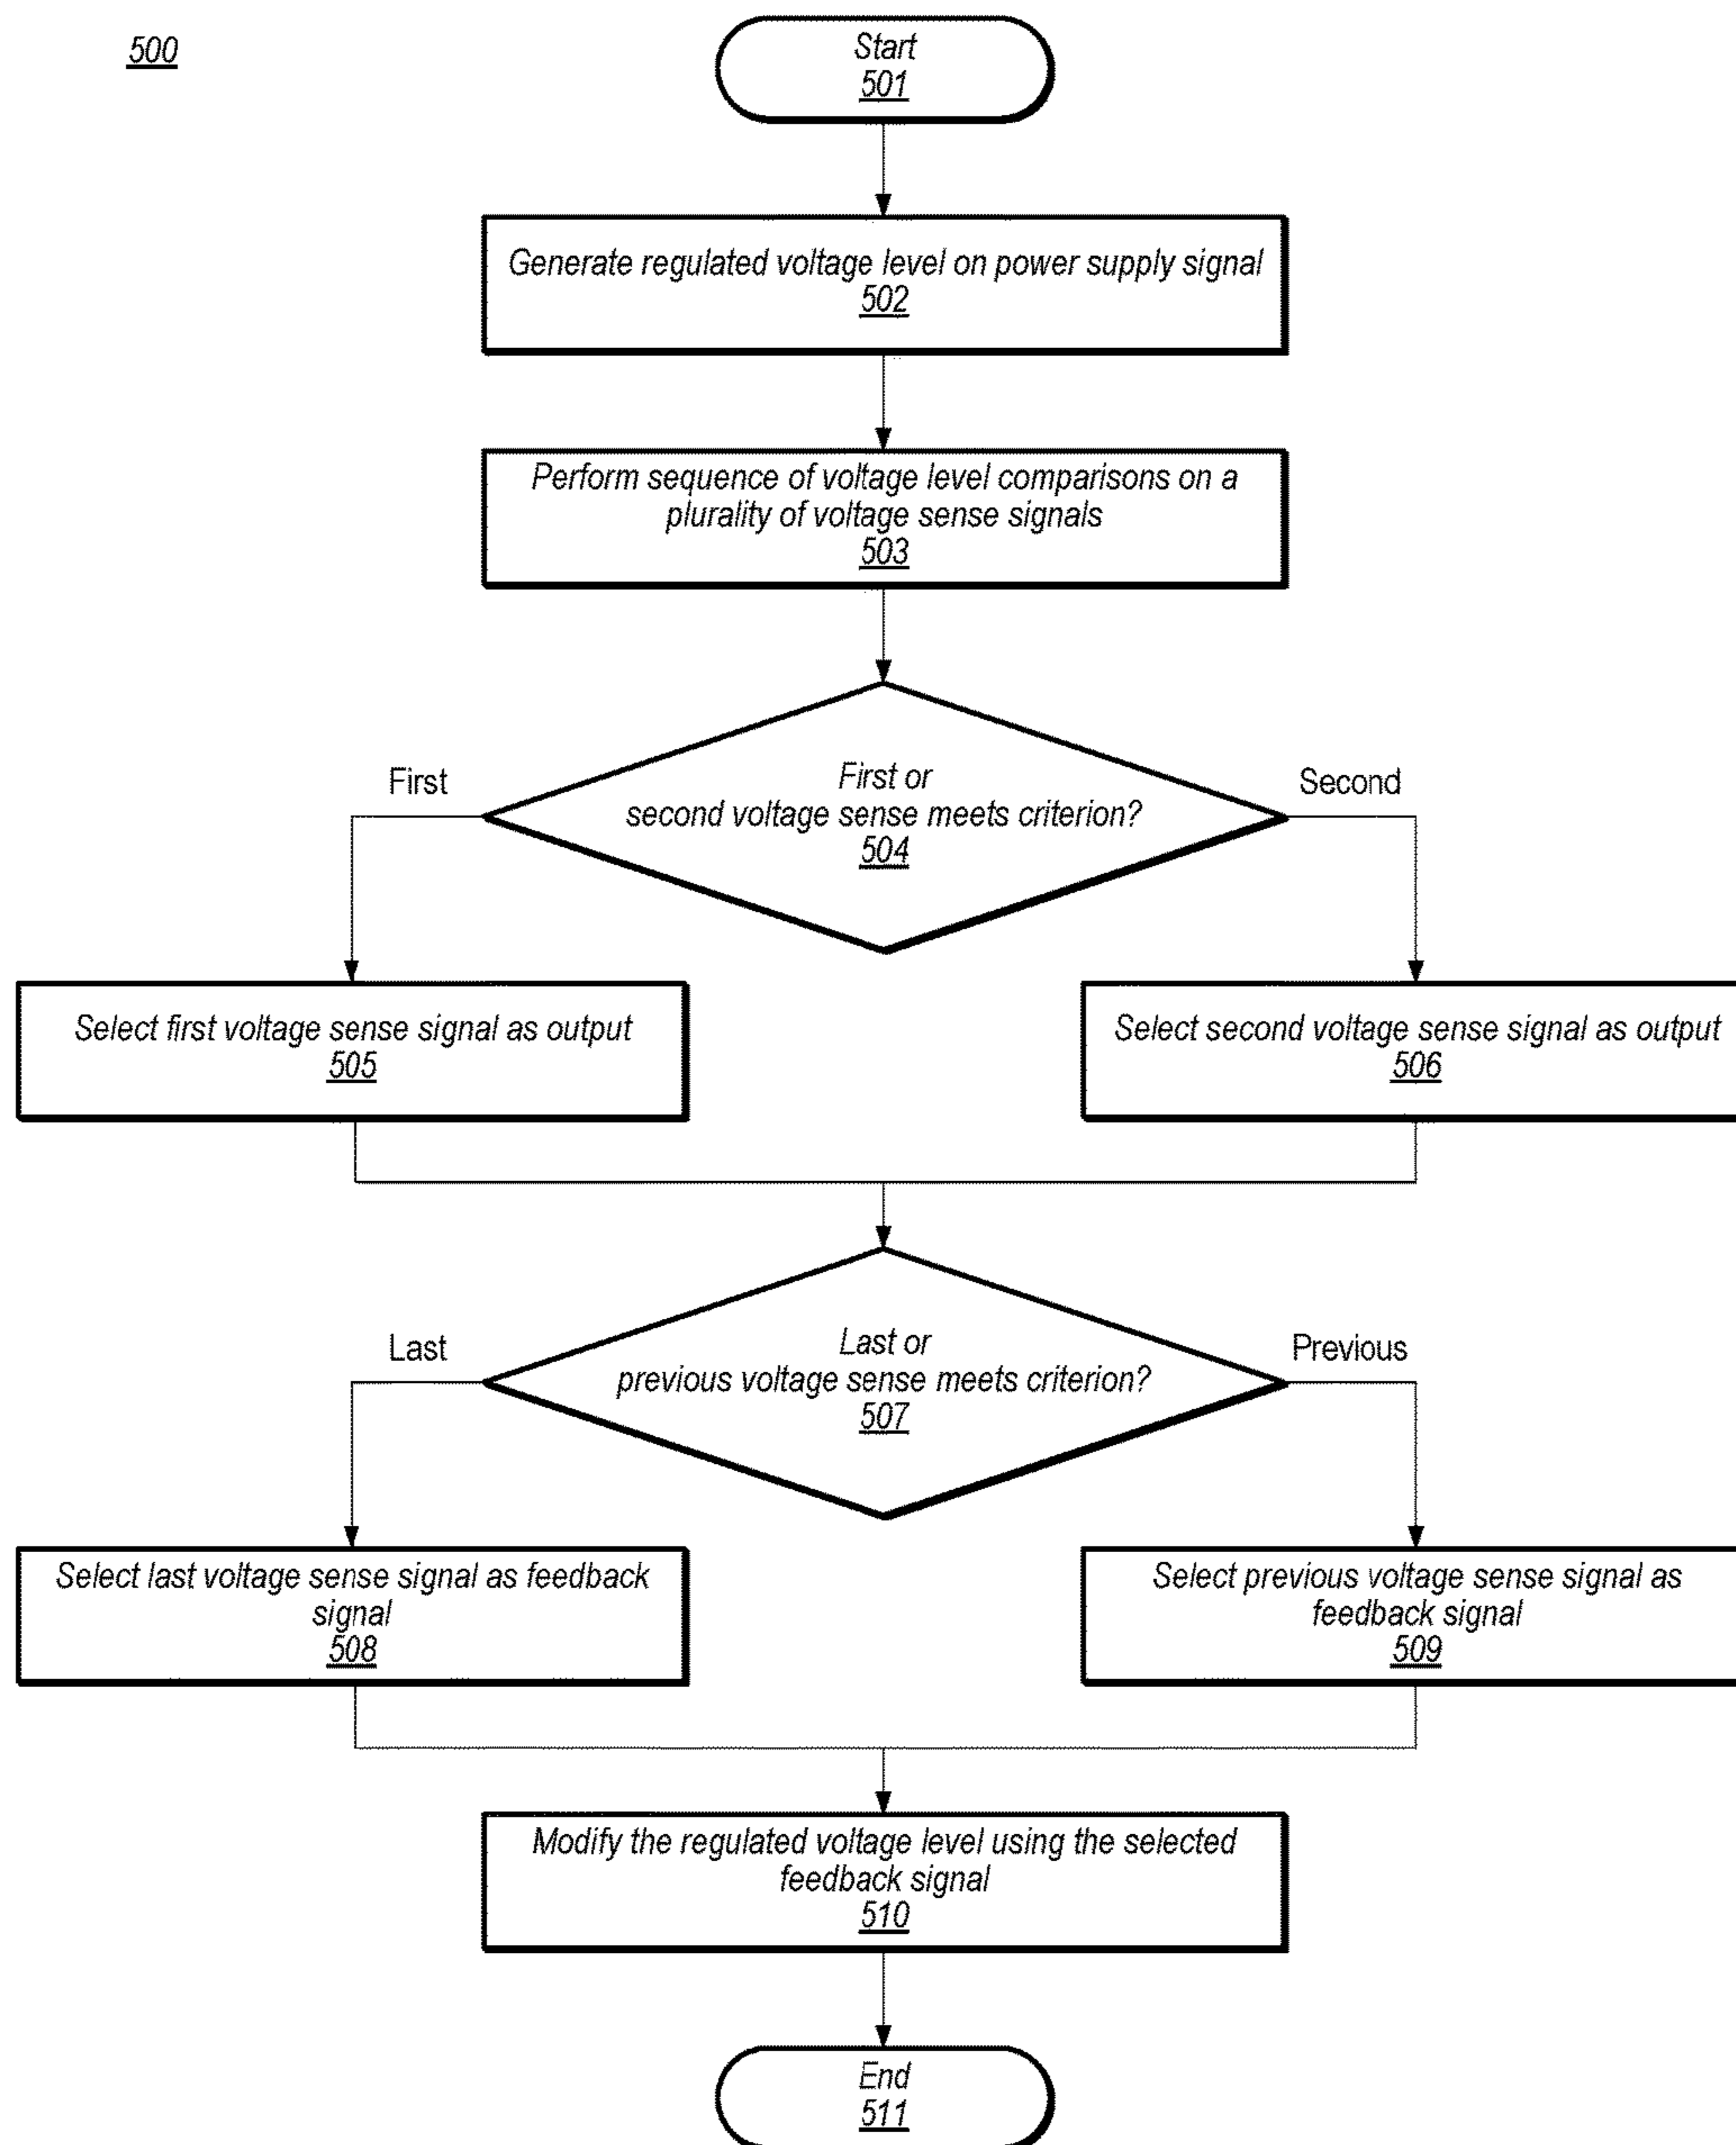 500
Start
501
Generate regulated voltage level on power supply signal
502
Perform sequence of voltage level comparisons on a
plurality of voltage sense signals
503
First or
second voltage sense meets criterion?
504
First
Second
Select first voltage sense signal as output
505
Select second voltage sense signal as output
506
Last or
previous voltage sense meets criterion?
507
Last
Previous
Select last voltage sense signal as feedback
signal
508
Select previous voltage sense signal as
feedback signal
509
Modify the regulated voltage level using the selected
feedback signal
510
End
511